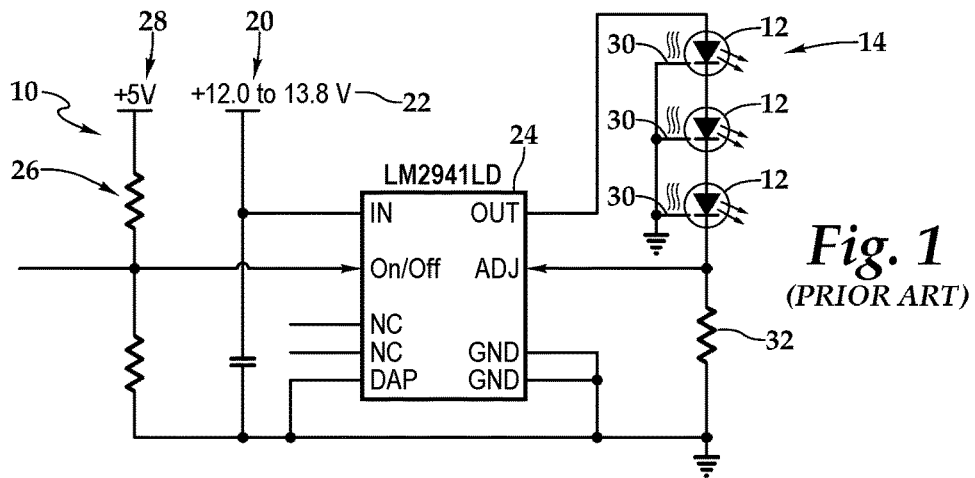 28
20
12
30
14
10
+5V
+12.0 to 13.8 V
22
30
12
26
24
LM2941LD
30
12
IN
OUT
Fig. 1
(PRIOR ART)
On/Off
ADJ
NC
32
NC
GND
DAP
GND